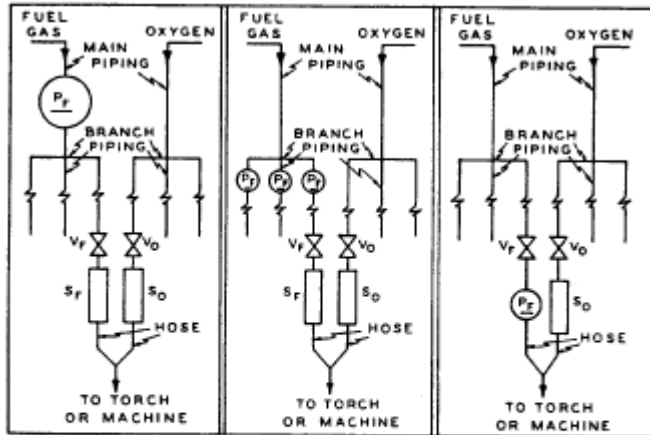 FUEL
GAS
OXYGEN
MAIN
PIPING
PF
BRANCH
PIPING
VF
VO
SF
SO
HOSE
TO TORCH
OR MACHINE
FUEL
GAS
OXYGEN
MAIN
PIPING
BRANCH
PIPING
PF
PF
PF
VF
VO
SF
SO
HOSE
TO TORCH
OR MACHINE
FUEL
GAS
OXYGEN
MAIN
PIPING
BRANCH
PIPING
VF
VO
PF
SO
HOSE
TO TORCH
OR MACHINE